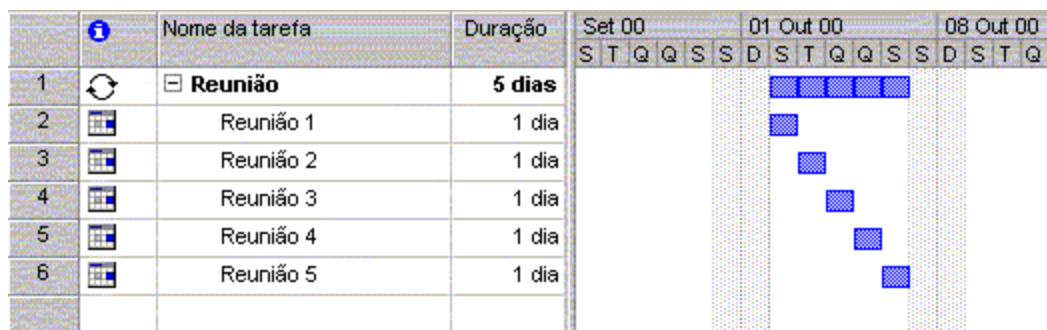 Nome da tarefa Duração Set 00 01 Out 00 08 Out 00
S T Q Q S S D S T Q Q S S D S T Q
1 Reunião 5 dias
2 Reunião 1 1 dia
3 Reunião 2 1 dia
4 Reunião 3 1 dia
5 Reunião 4 1 dia
6 Reunião 5 1 dia